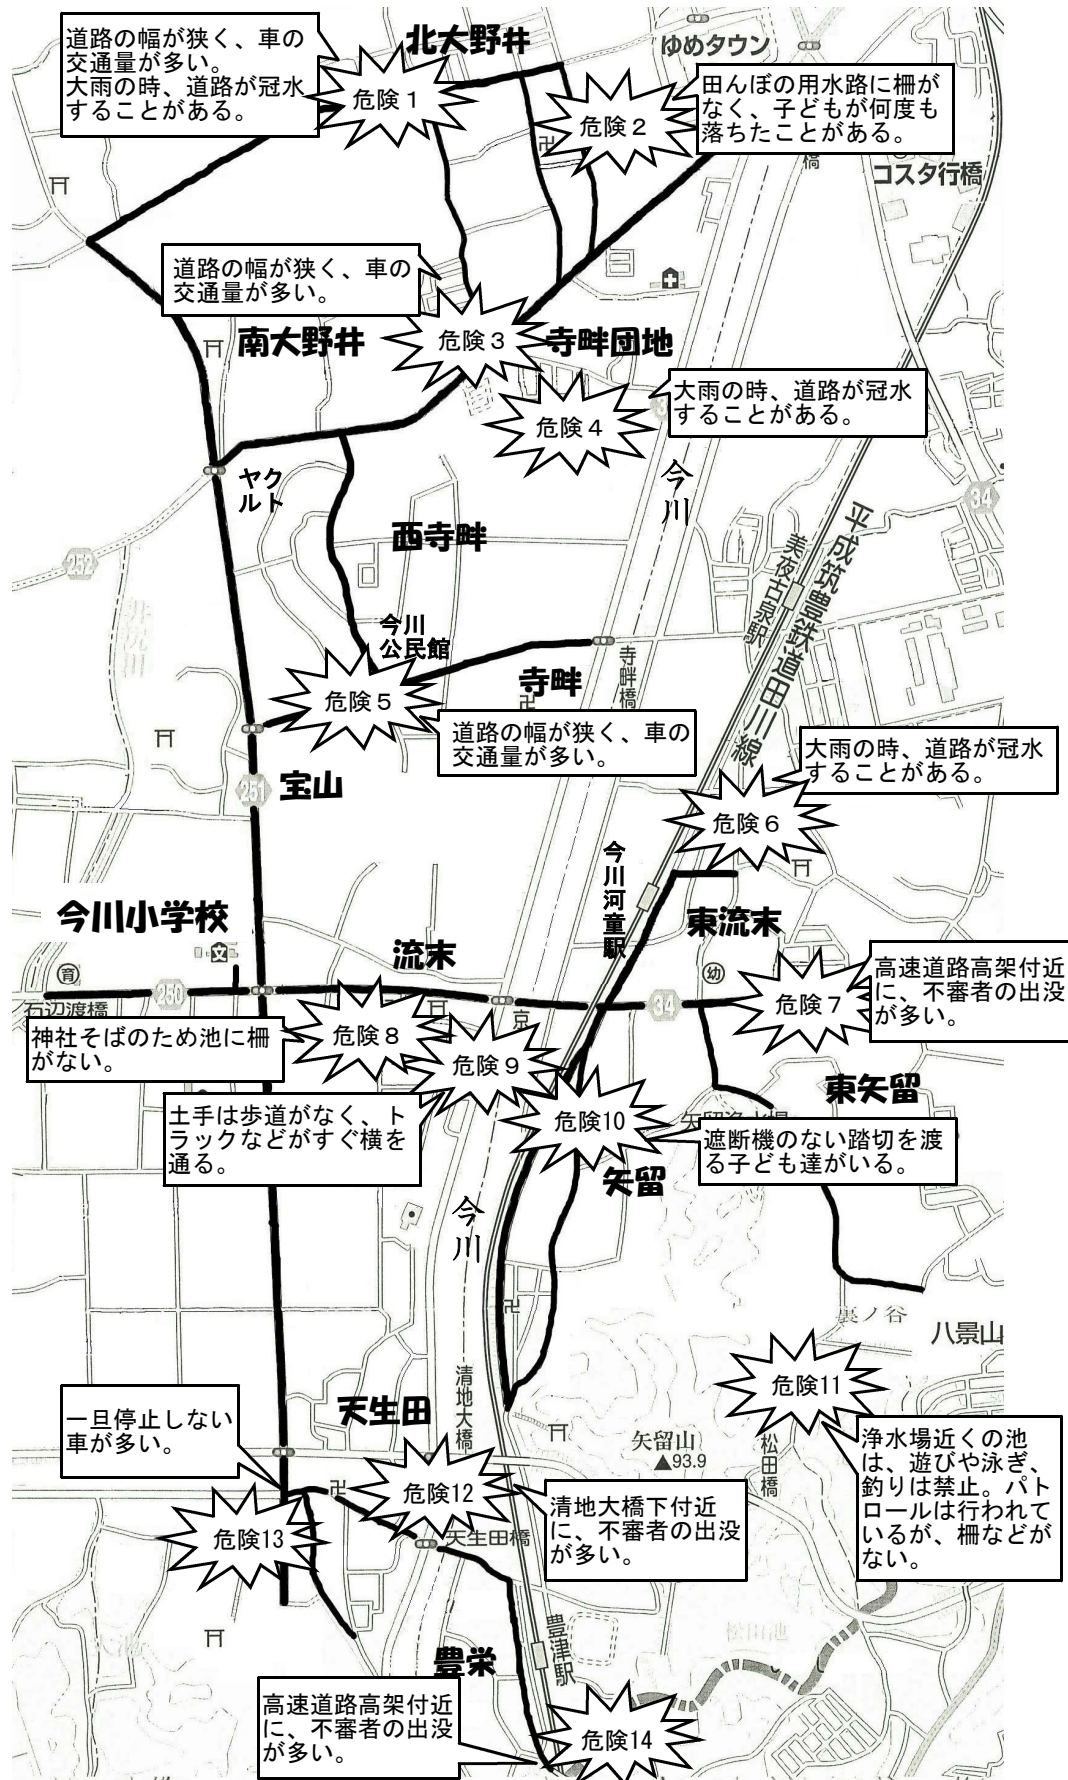 道路の幅が狭く、車の
交通量が多い。
大雨の時、道路が冠水
することがある。
北大野井
ゆめタウン
危険1
危険2
田んぼの用水路に柵が
なく、子どもが何度も
落ちたことがある。
橋
コスタ行橋
道路の幅が狭く、車の
交通量が多い。
南大野井
危険3
寺畔団地
危険4
大雨の時、道路が冠水
することがある。
ヤク
ルト
今川
34
平成筑豊鉄道田川線
美夜古泉駅
西寺畔
252
今川
公民館
寺畔
寺畔橋
危険5
道路の幅が狭く、車の
交通量が多い。
大雨の時、道路が冠水
することがある。
251
宝山
危険6
今川河童駅
今川小学校
文
東流末
流末
育
幼
250
石辺渡橋
34
危険7
高速道路高架付近
に、不審者の出没
が多い。
京
神社そばのため池に柵
がない。
危険8
危険9
土手は歩道がなく、ト
ラックなどがすぐ横を
通る。
危険10
東矢留
遮断機のない踏切を渡
る子ども達がいる。
矢留
今川
裏ノ谷
八景山
清地大橋
危険11
一旦停止しない
車が多い。
天生田
矢留山
▲93.9
松田橋
浄水場近くの池
は、遊びや泳ぎ、
釣りは禁止。パト
ロールは行われて
いるが、柵などが
ない。
危険12
清地大橋下付近
に、不審者の出没
が多い。
危険13
天生田橋
豊津駅
松田池
豊栄
高速道路高架付近
に、不審者の出没
が多い。
危険14